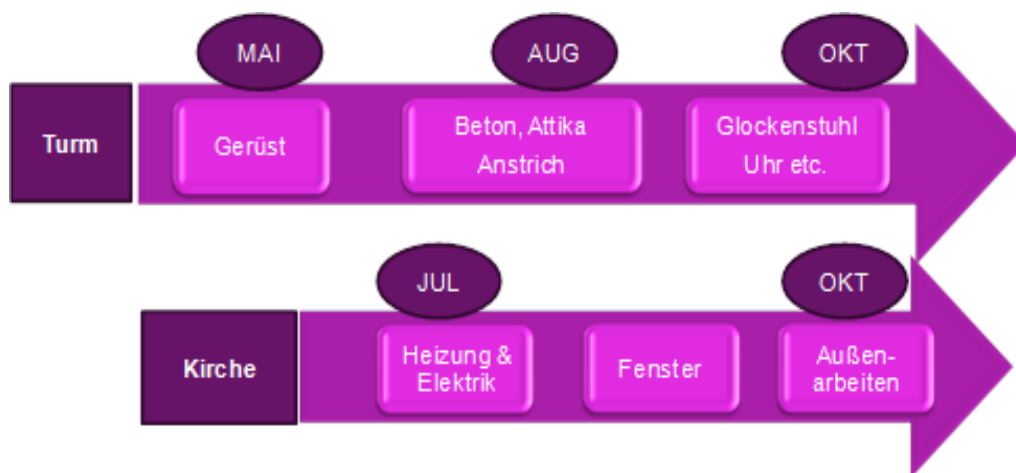 MAI
AUG
OKT
Turm
Gerüst
Beton, Attika
Anstrich
Glockenstuhl
Uhr etc.
JUL
OKT
Kirche
Heizung &
Elektrik
Fenster
Außen-
arbeiten